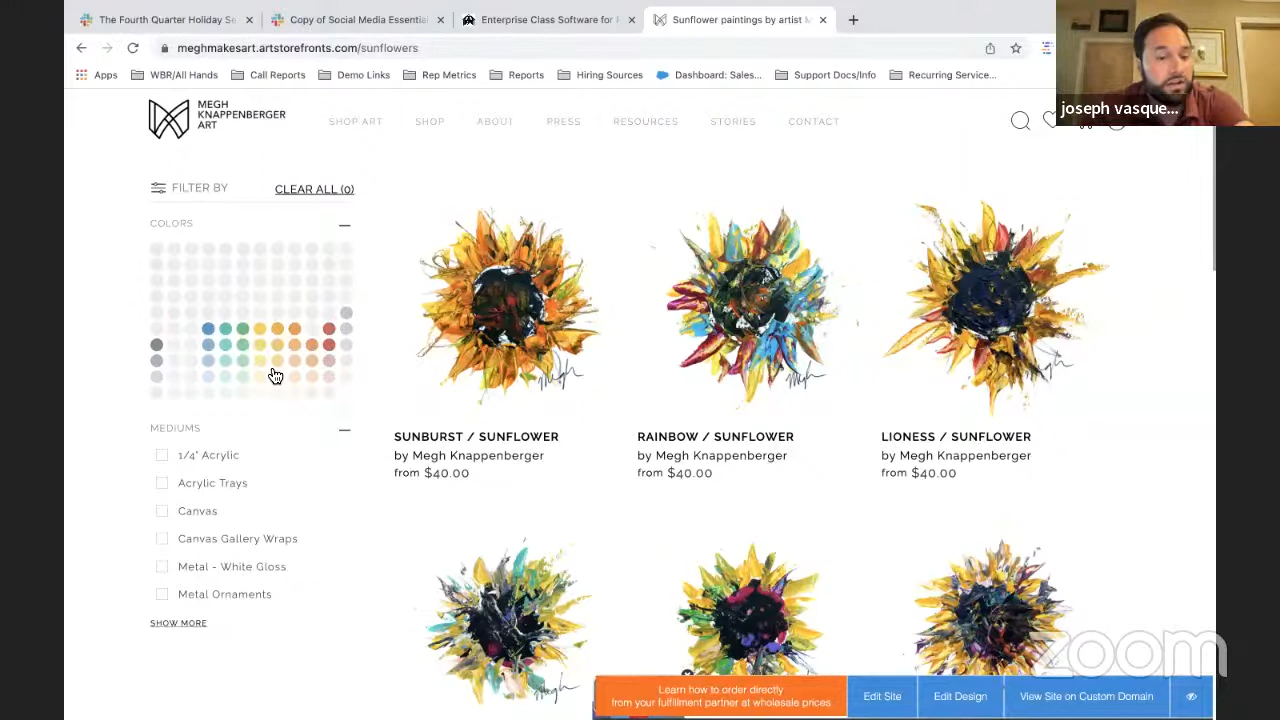 The Fourth Quarter Holiday Se
Copy of Social Media Essential
Enterprise Class Software for
Sunflower paintings by artist M
meghmakesart.artstorefronts.com/sunflowers
Apps
WBR/All Hands
Call Reports
Demo Links
Rep Metrics
Reports
Hiring Sources
Dashboard: Sales...
Support Docs/Info
Recurring Service...
joseph vasque...
MEGH
KNAPPENBERGER
ART
SHOP ART
SHOP
ABOUT
PRESS
RESOURCES
STORIES
CONTACT
FILTER BY
CLEAR ALL (0)
COLORS
MEDIUMS
1/4" Acrylic
Acrylic Trays
Canvas
Canvas Gallery Wraps
Metal - White Gloss
Metal Ornaments
SHOW MORE
Megh
Megh
Megh
SUNBURST / SUNFLOWER
by Megh Knappenberger
from $40.00
RAINBOW / SUNFLOWER
by Megh Knappenberger
from $40.00
LIONESS / SUNFLOWER
by Megh Knappenberger
from $40.00
Megh
zoom
Learn how to order directly
from your fulfillment partner at wholesale prices
Edit Site
Edit Design
View Site on Custom Domain